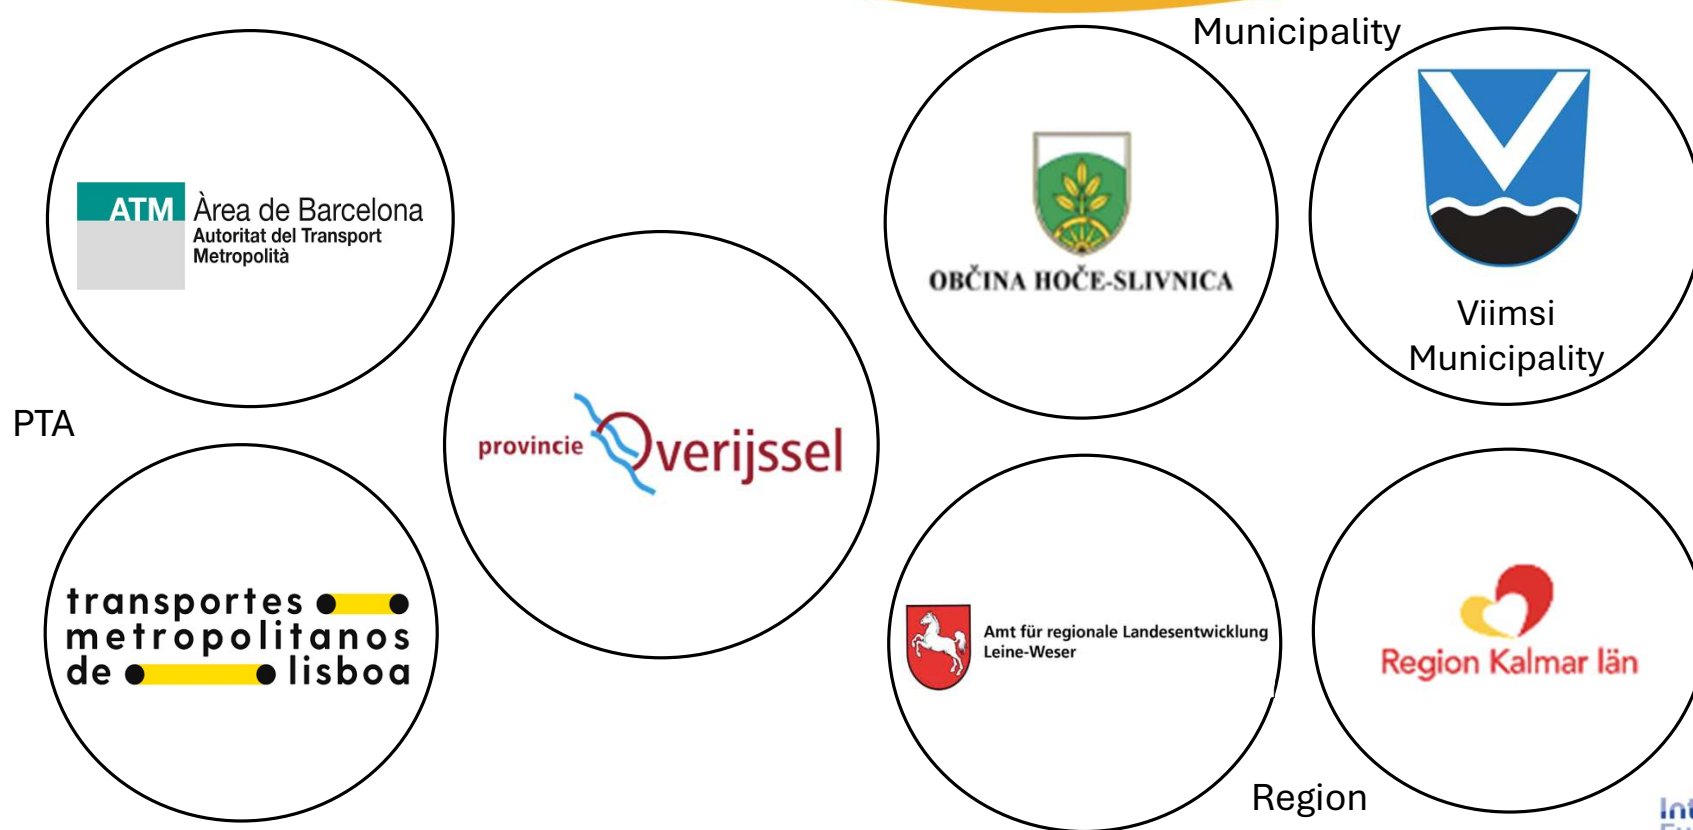 Municipality
ATM
Àrea de Barcelona
Autoritat del Transport
Metropolità
OBČINA HOČE-SLIVNICA
Viimsi
Municipality
PTA
provincie Overijssel
transportes
metropolitanos
de lisboa
Amt für regionale Landesentwicklung
Leine-Weser
Region Kalmar län
Region